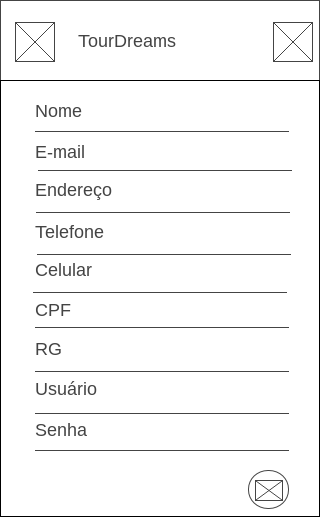 TourDreams
Nome
E-mail
Endereço
Telefone
Celular
CPF
RG
Usuário
Senha